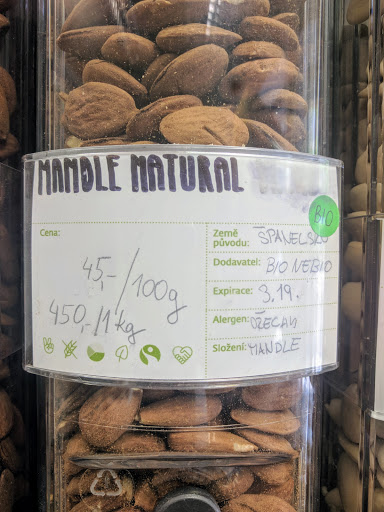 MANDLE NATURAL
BIO
Cena:
45,-/100g
450,-/1kg
Země původu: ŠPANĚLSKO
Dodavatel: BIO NEBIO
Expirace: 9.19.
Alergen: OŘECHY
Složení: MANDLE